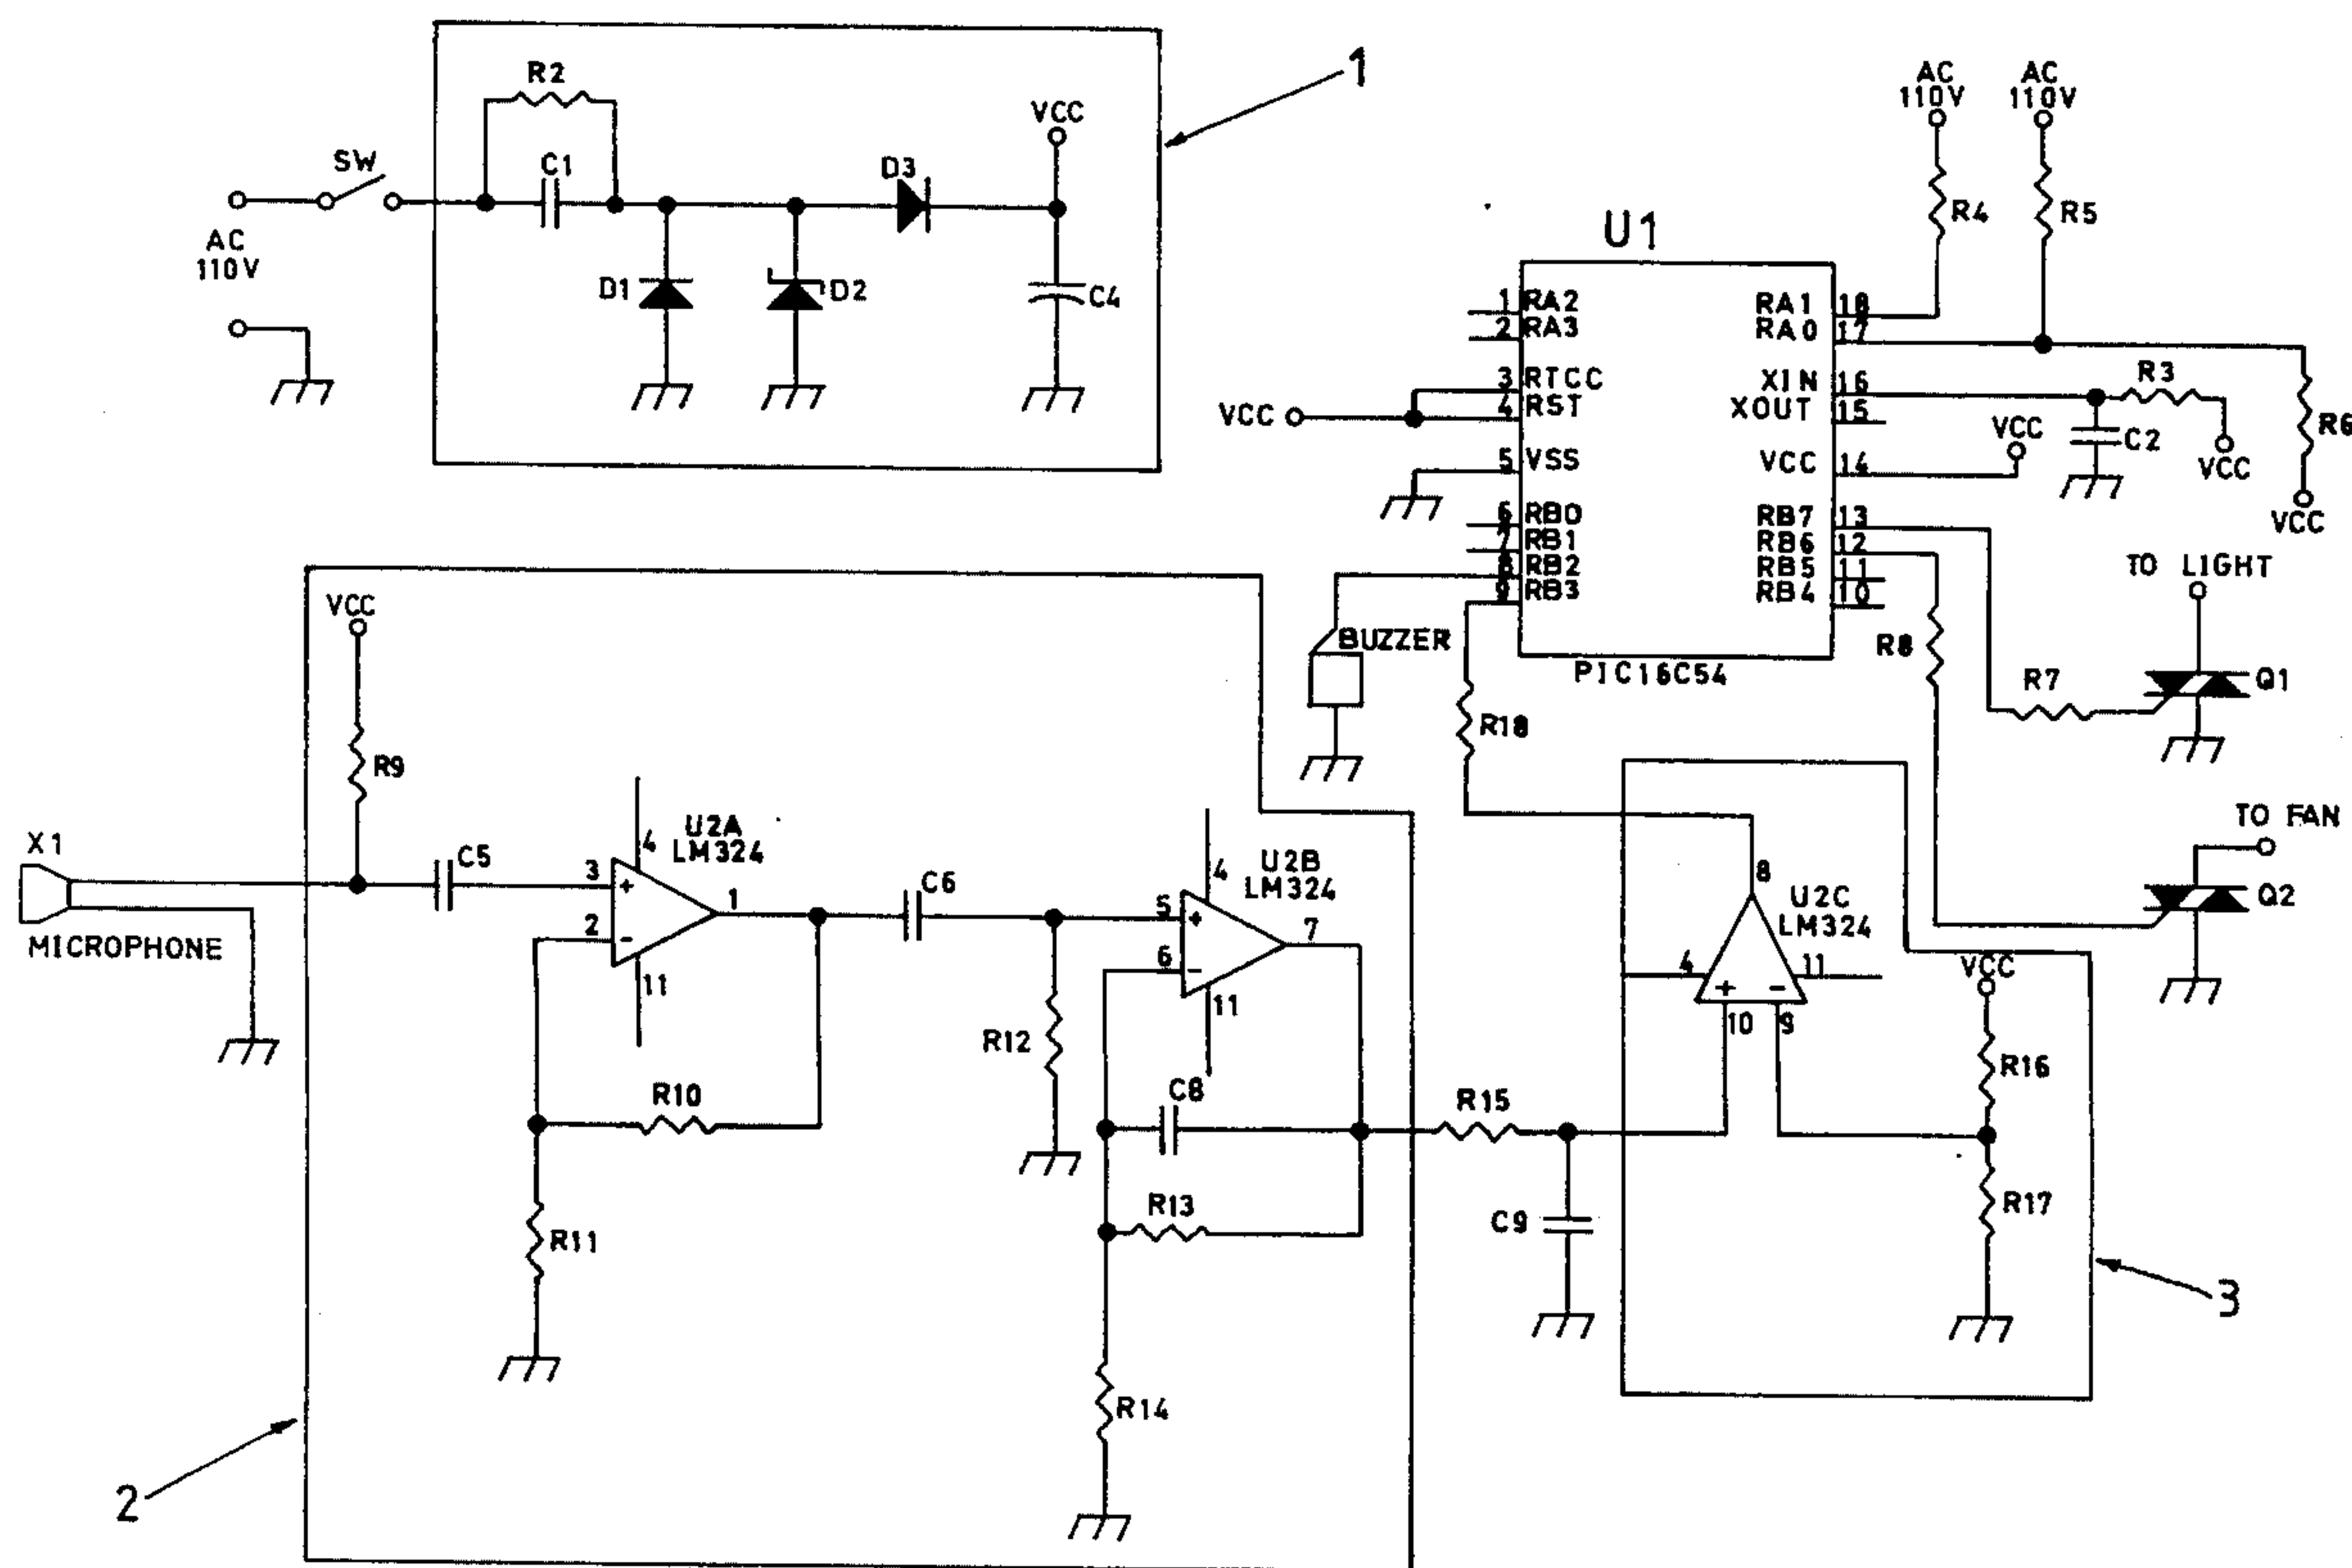 1
R2
VCC
SW
C1
D3
AC
110V
D1
D2
C4
AC
110V
AC
110V
R4
R5
U1
1 RA2
2 RA3
3 RTCC
4 RST
5 VSS
6 RB0
7 RB1
8 RB2
9 RB3
RA1 18
RA0 17
XIN 16
XOUT 15
VCC 14
RB7 13
RB6 12
RB5 11
RB4 10
PIC16C54
VCC
R3
VCC
C2
VCC
R6
VCC
TO LIGHT
BUZZER
R8
R7
Q1
R18
TO FAN
Q2
VCC
R9
X1
MICROPHONE
C5
3
2
+
-
4
U2A
LM324
1
11
C6
4
U2B
LM324
5
6
+
-
7
11
R12
R10
R11
C8
R13
R14
R15
C9
8
U2C
LM324
4
11
+ -
10 9
VCC
R16
R17
3
2